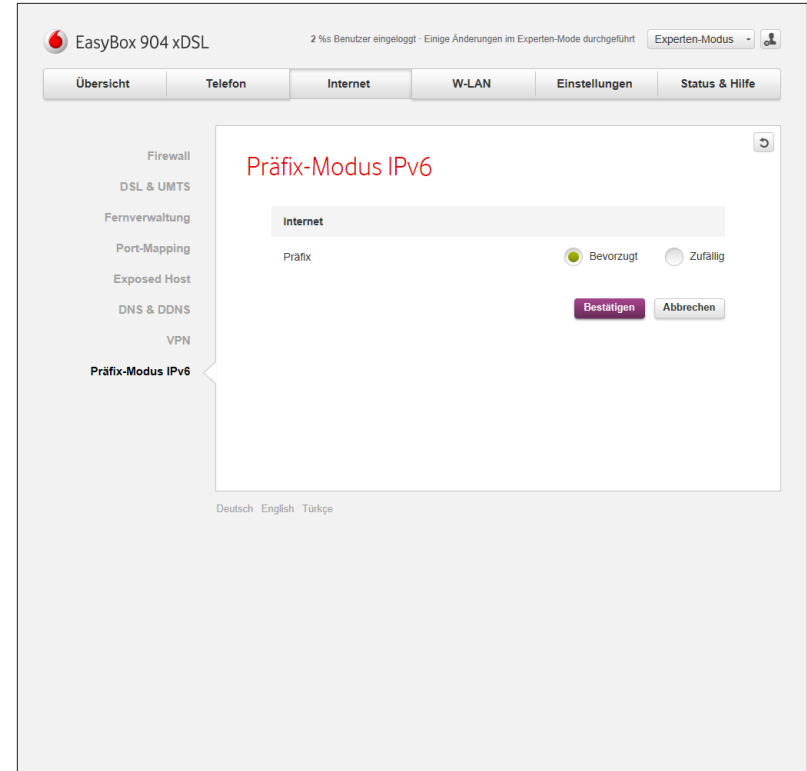 EasyBox 904 xDSL
2 %s Benutzer eingeloggt · Einige Änderungen im Experten-Mode durchgeführt
Experten-Modus
Übersicht Telefon Internet W-LAN Einstellungen Status & Hilfe
Firewall
DSL & UMTS
Fernverwaltung
Port-Mapping
Exposed Host
DNS & DDNS
VPN
Präfix-Modus IPv6
Präfix-Modus IPv6
Internet
Präfix Bevorzugt Zufällig
Bestätigen Abbrechen
Deutsch English Türkçe